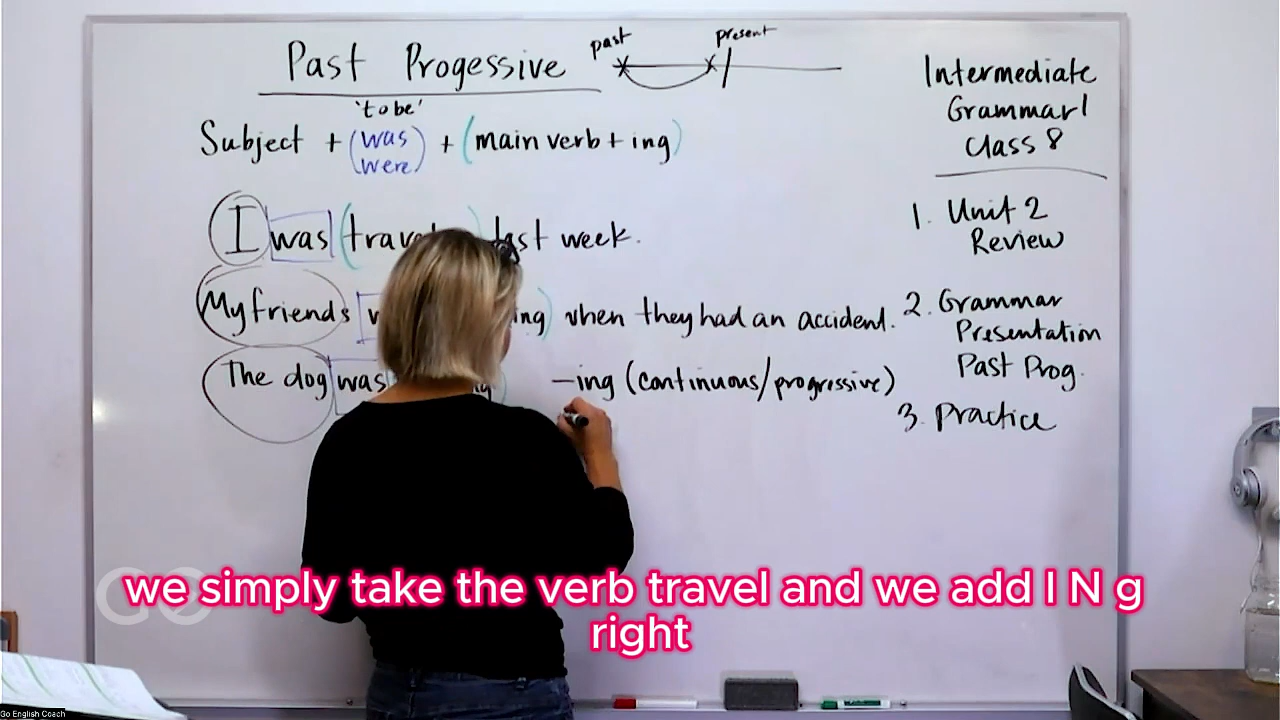 Past Progessive
past
present
'to be'
Subject + (was were) + (main verb + ing)
I was last week.
My friends when they had an accident.
The dog was —ing (continuous/progressive)
Intermediate
Grammar 1
Class 8
1. Unit 2
Review
2. Grammar
Presentation
Past Prog.
3. Practice
we simply take the verb travel and we add I N g
right
GO
Go English Coach